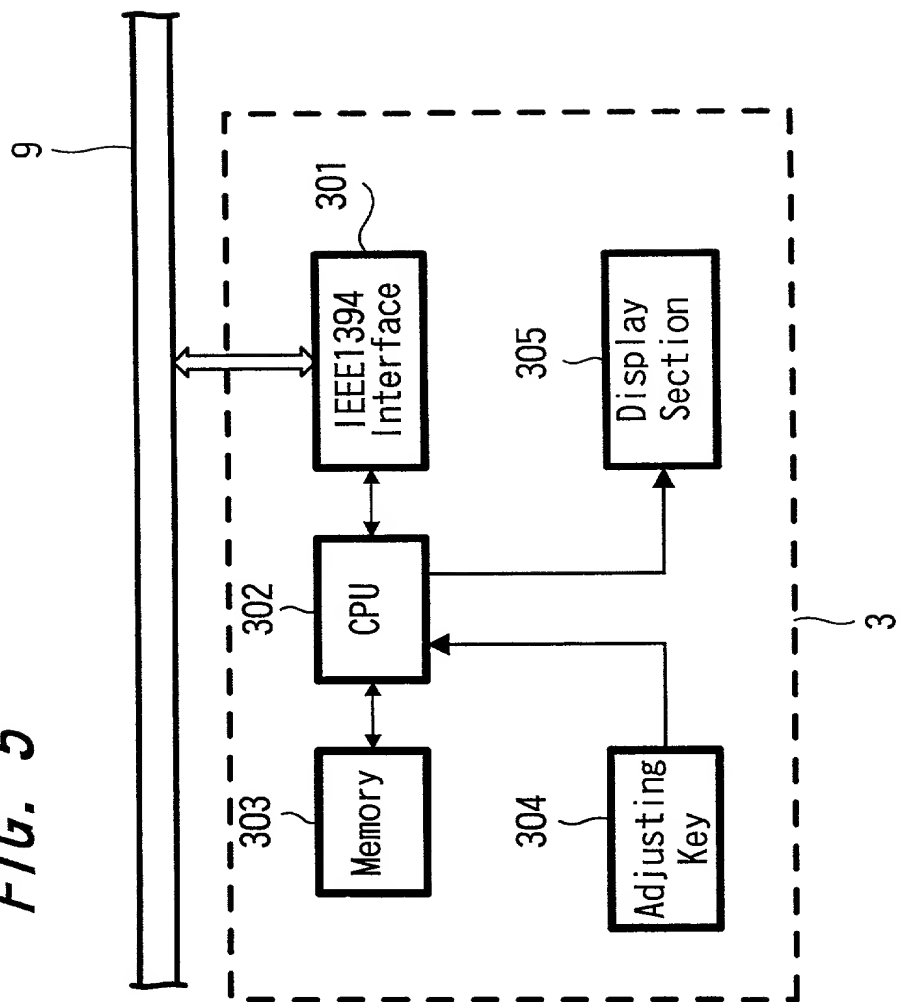 FIG. 5
9
301
IEEE1394
Interface
302
CPU
303
Memory
305
Display
Section
304
Adjusting
Key
3